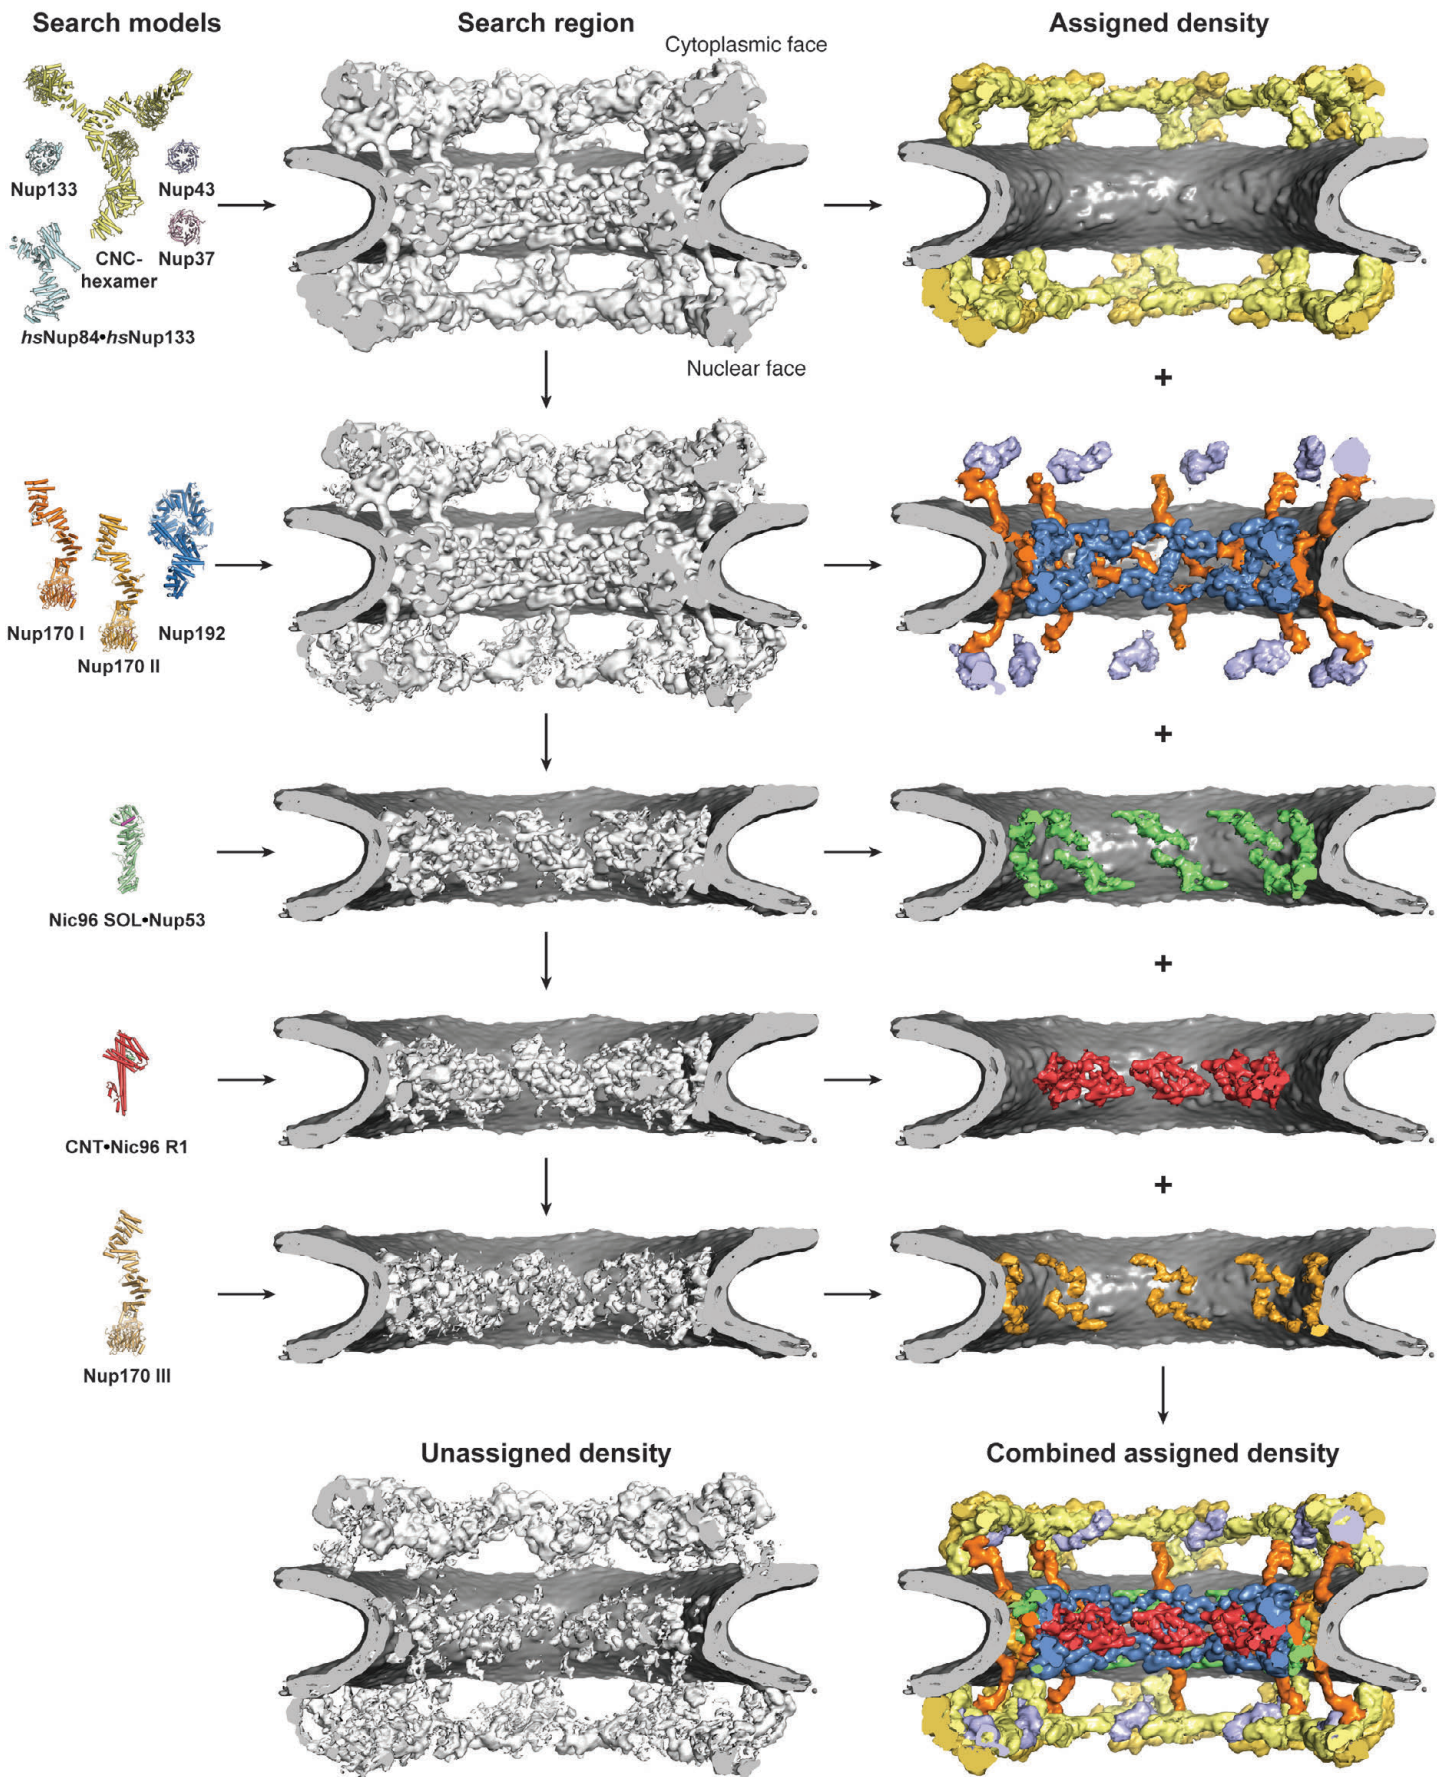 Search models
Search region
Assigned density
Cytoplasmic face
Nup133
Nup43
CNC-
hexamer
Nup37
hsNup84•hsNup133
Nuclear face
+
Nup170 I
Nup192
Nup170 II
+
Nic96 SOL•Nup53
+
CNT•Nic96 R1
+
Nup170 III
Unassigned density
Combined assigned density